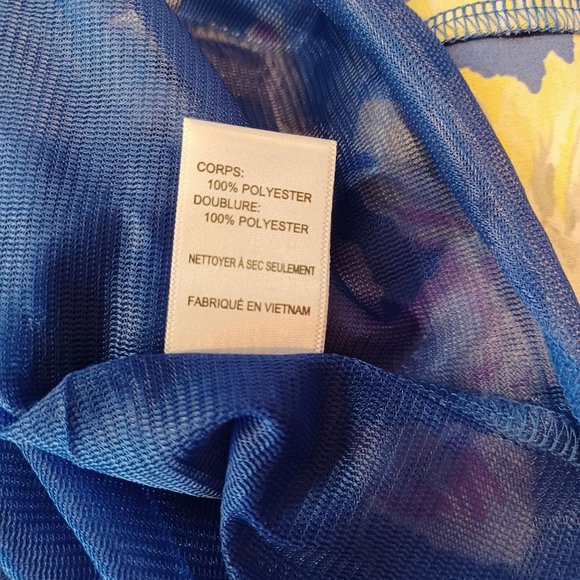 CORPS:
100% POLYESTER
DOUBLURE:
100% POLYESTER
NETTOYER À SEC SEULEMENT
FABRIQUÉ EN VIETNAM